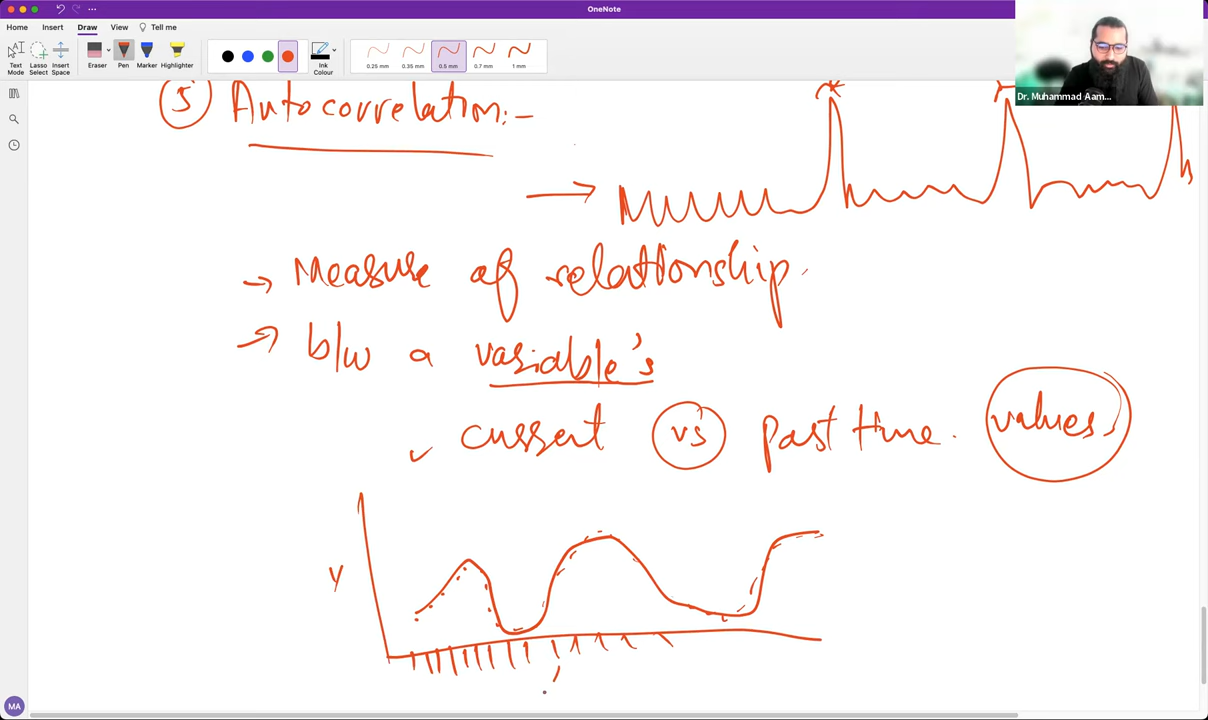 OneNote
Home Insert Draw View Tell me
Text Mode Lasso Select Insert Space Eraser Pen Marker Highlighter Ink Colour 0.25 mm 0.35 mm 0.5 mm 0.7 mm 1 mm
Dr. Muhammad Aam...
5 Autocorrelation:-
→ Measure of relationship.
→ b/w a variable's
✓ current vs past time. values,
y
MA